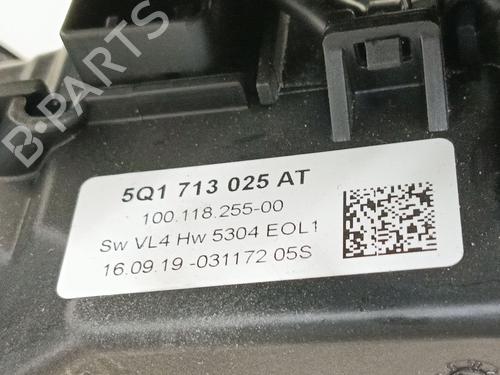 B-PARTS
5Q1 713 025 AT
100.118.255-00
Sw VL4 Hw 5304 EOL1
16.09.19 -031172 05S